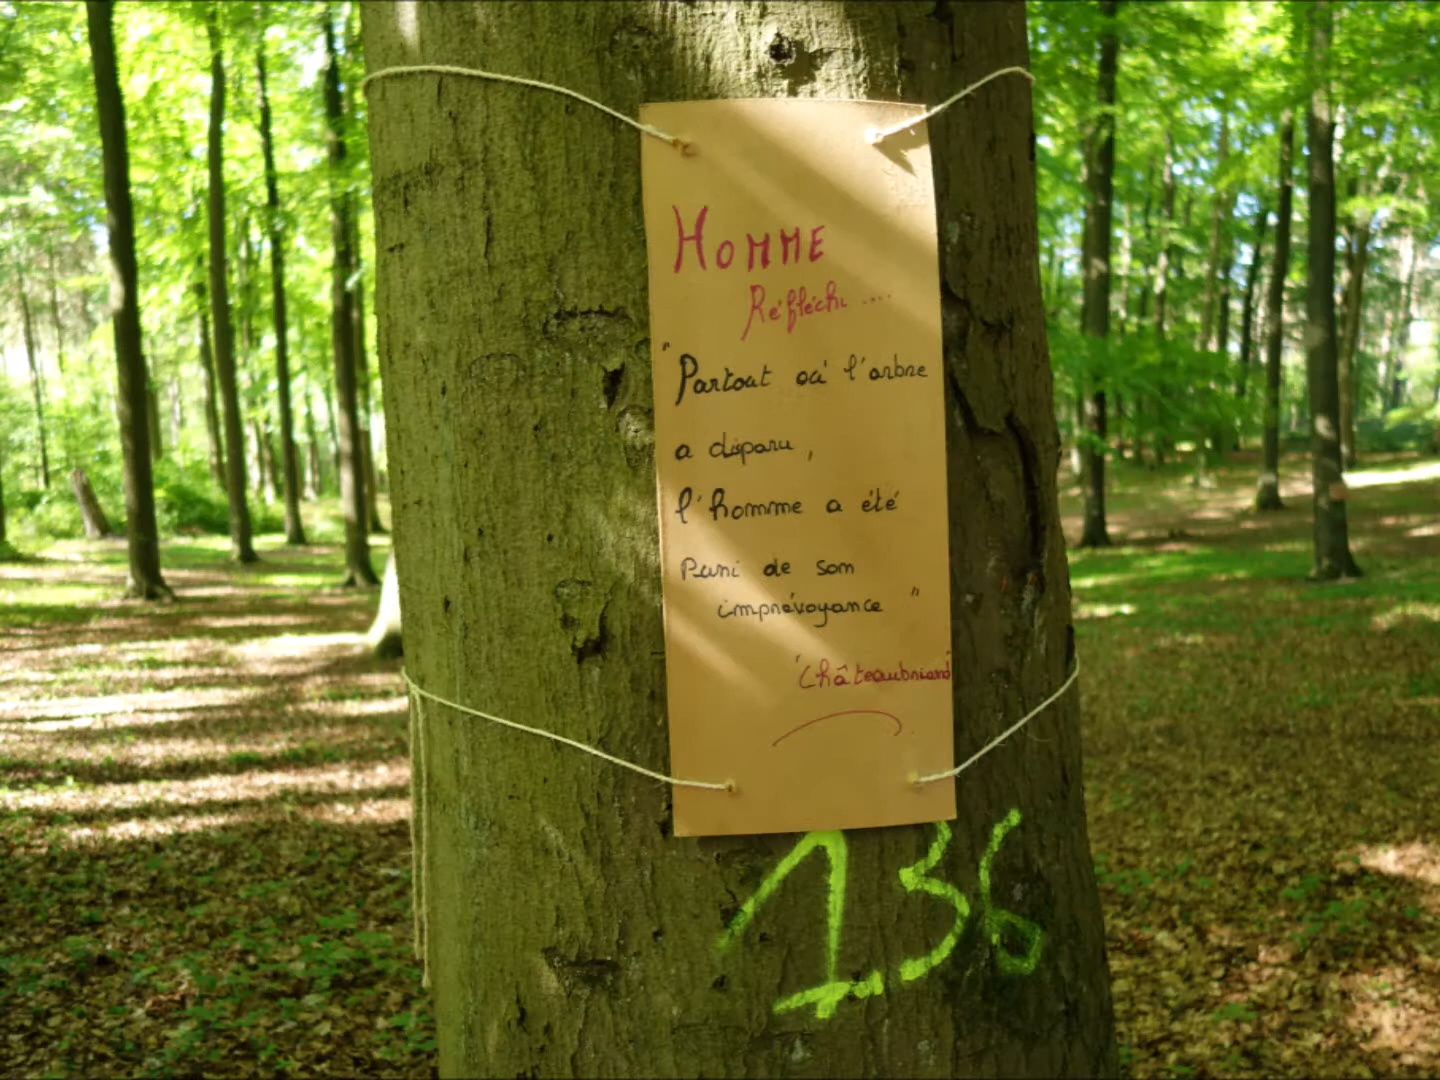 HOMME
Réfléchi ....
"Partout où l'arbre
a disparu,
l'homme a été
Puni de son
imprévoyance"
"Châteaubriand"
136